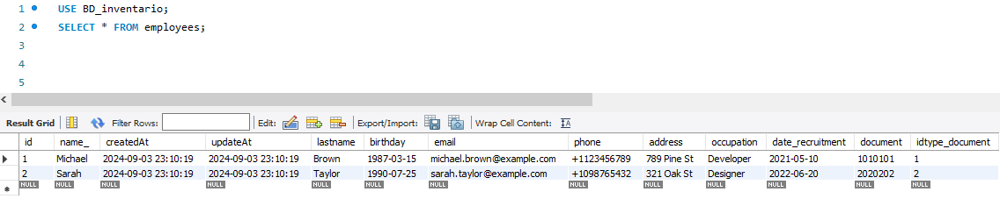 1 USE BD_inventario;
2 SELECT * FROM employees;
3
4
5
Result Grid Filter Rows: Edit: Export/Import: Wrap Cell Content:
id name_ createdAt updateAt lastname birthday email phone address occupation date_recruitment document idtype_document
1 Michael 2024-09-03 23:10:19 2024-09-03 23:10:19 Brown 1987-03-15 michael.brown@example.com +1123456789 789 Pine St Developer 2021-05-10 1010101 1
2 Sarah 2024-09-03 23:10:19 2024-09-03 23:10:19 Taylor 1990-07-25 sarah.taylor@example.com +1098765432 321 Oak St Designer 2022-06-20 2020202 2
NULL NULL NULL NULL NULL NULL NULL NULL NULL NULL NULL NULL NULL